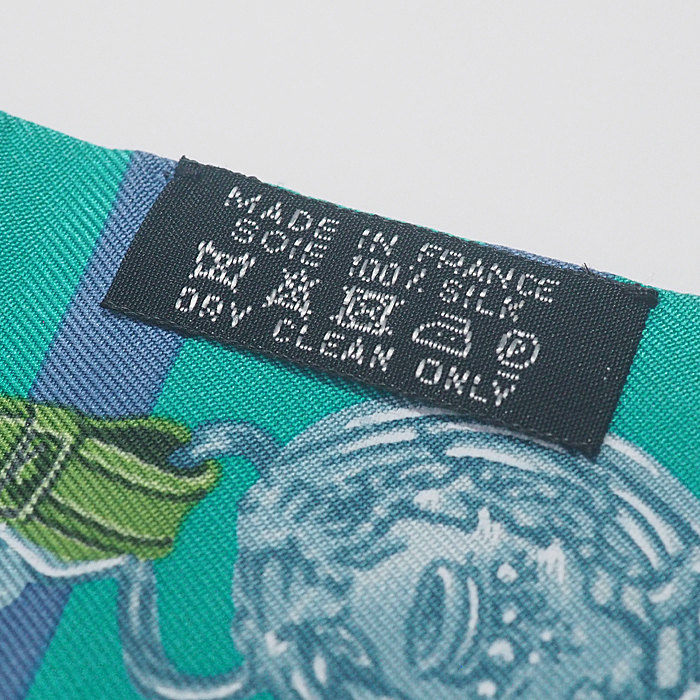 MADE IN FRANCE
SOIE 100% SILK
P
DRY CLEAN ONLY